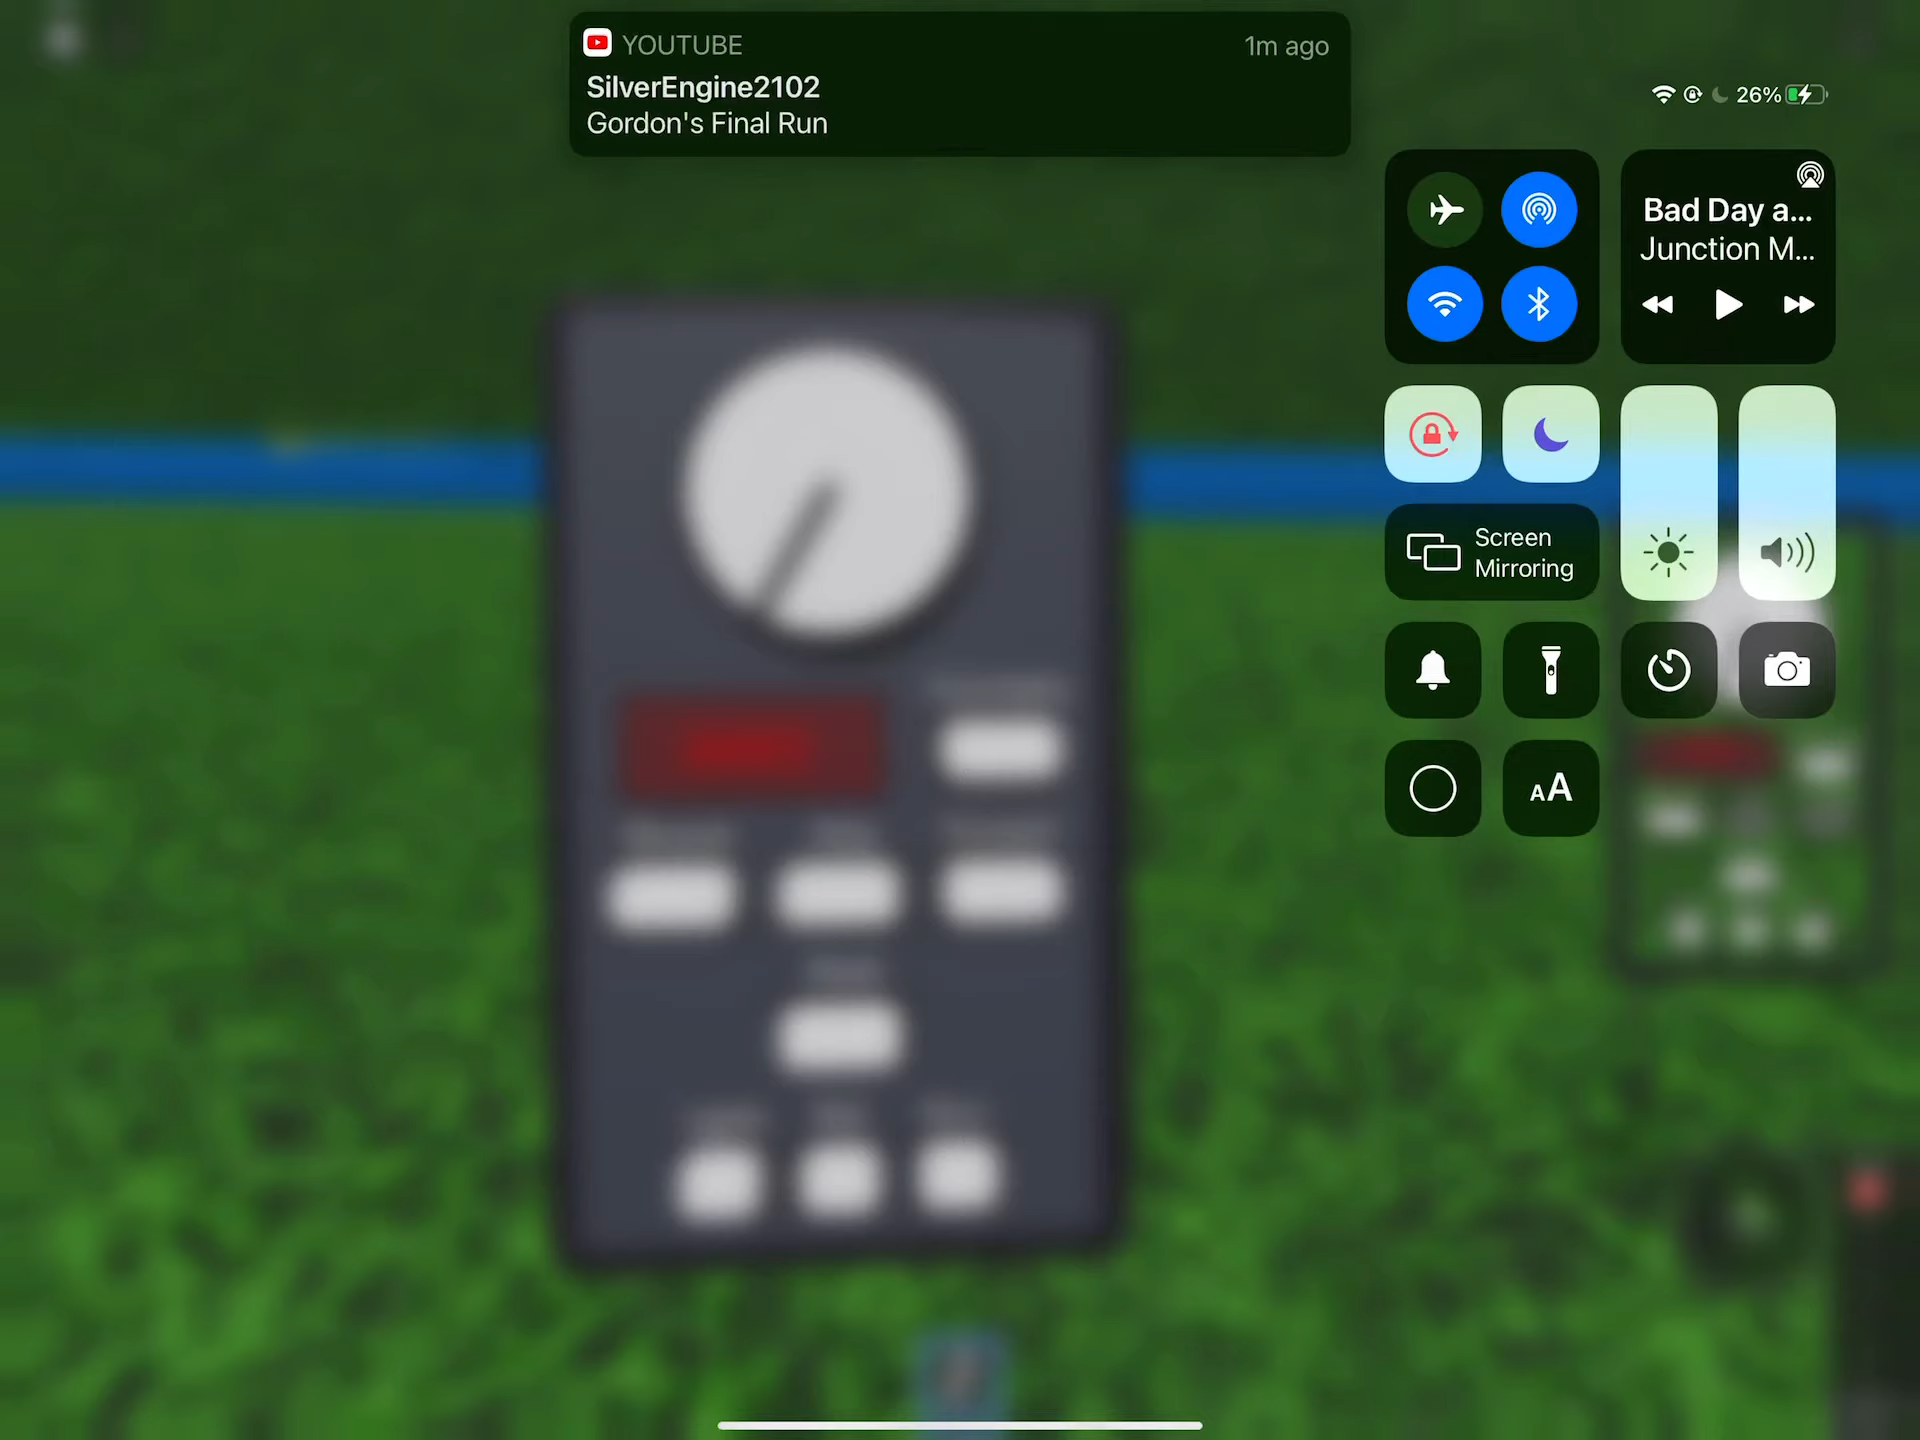 YOUTUBE
1m ago
SilverEngine2102
Gordon's Final Run
26%
Bad Day a...
Junction M...
Screen
Mirroring
AA